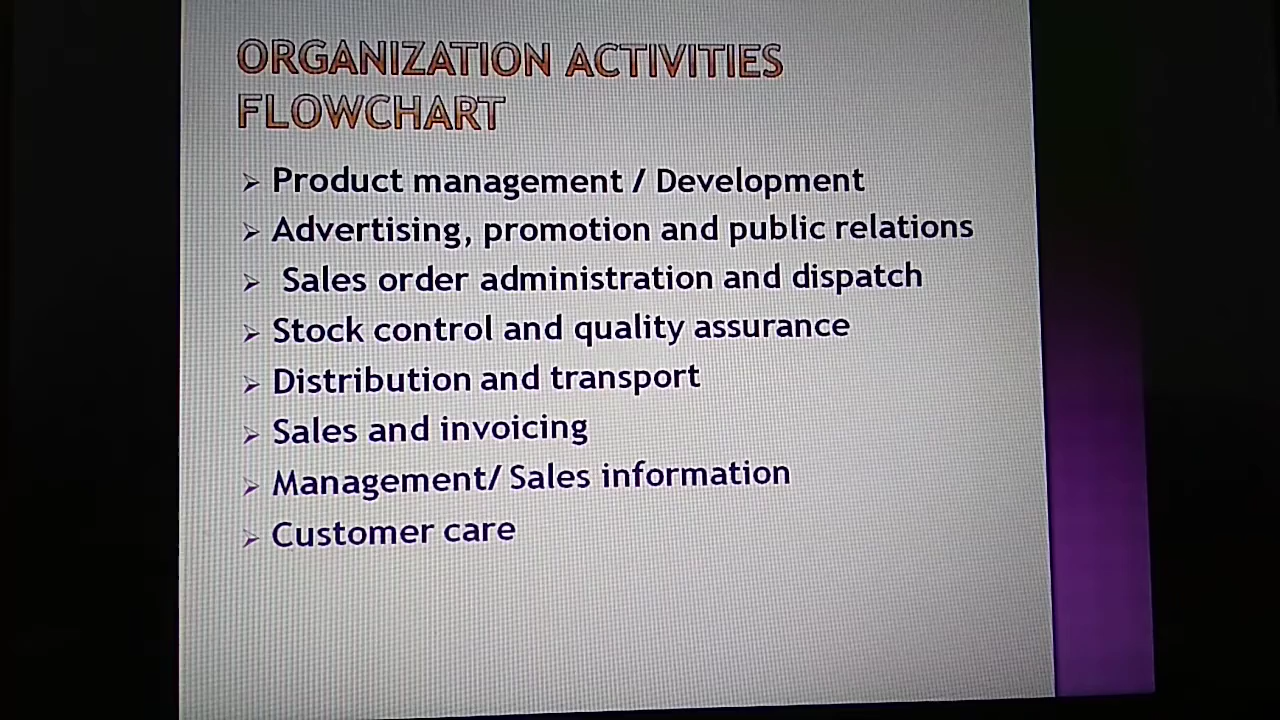 ORGANIZATION ACTIVITIES
FLOWCHART
➢ Product management / Development
➢ Advertising, promotion and public relations
➢ Sales order administration and dispatch
➢ Stock control and quality assurance
➢ Distribution and transport
➢ Sales and invoicing
➢ Management/ Sales information
➢ Customer care